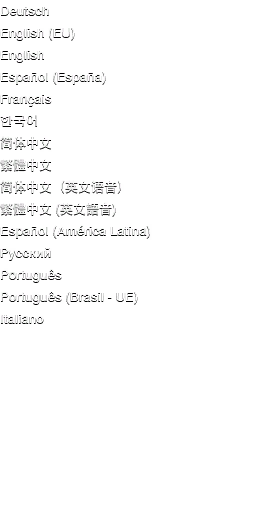 Deutsch
English (EU)
English
Español (España)
Français
한국어
简体中文
繁體中文
简体中文（英文语音）
繁體中文 (英文語音)
Español (América Latina)
Русский
Português
Português (Brasil - UE)
Italiano